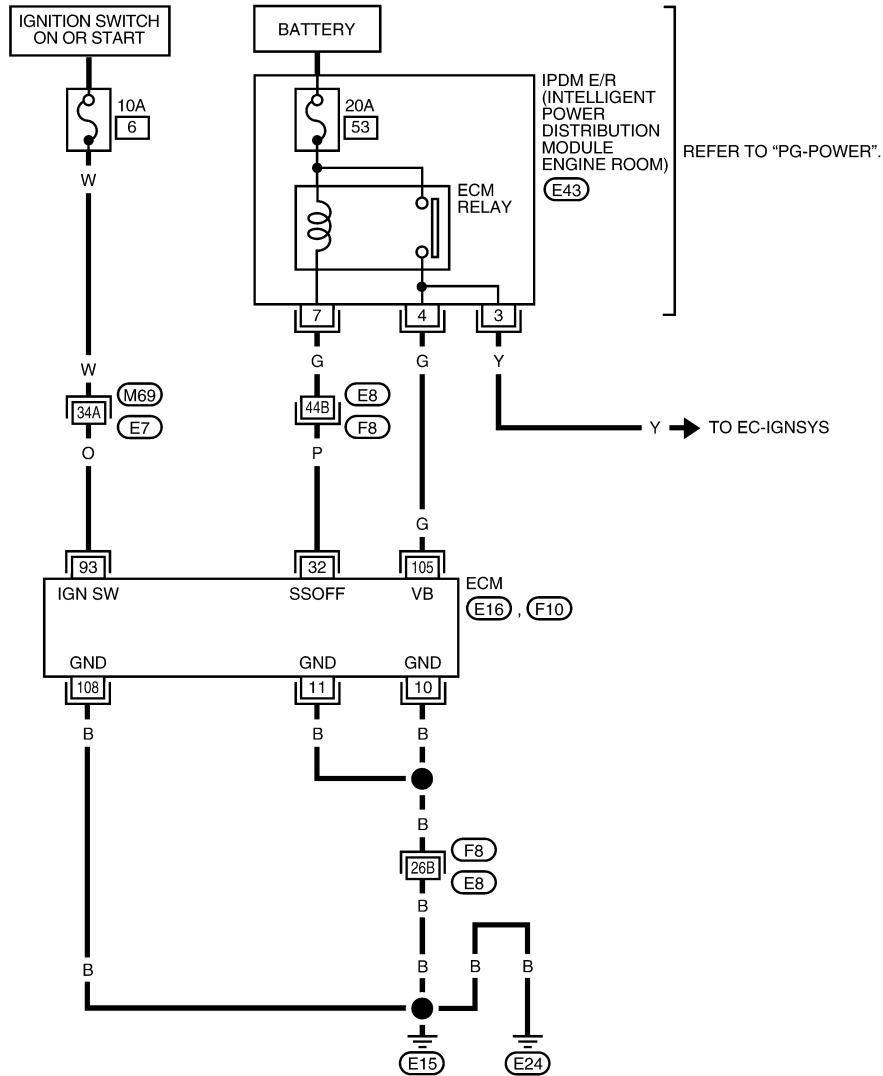 IGNITION SWITCH
ON OR START
BATTERY
10A
6
20A
53
IPDM E/R
(INTELLIGENT
POWER
DISTRIBUTION
MODULE
ENGINE ROOM)
E43
REFER TO “PG-POWER”.
ECM
RELAY
W
7
4
3
G
G
Y
W
34A
M69
E7
44B
E8
F8
Y
TO EC-IGNSYS
O
P
G
93
32
105
IGN SW
SSOFF
VB
ECM
E16 , F10
GND
GND
GND
108
11
10
B
B
B
B
F8
26B
E8
B
B
B
B
B
E15
E24